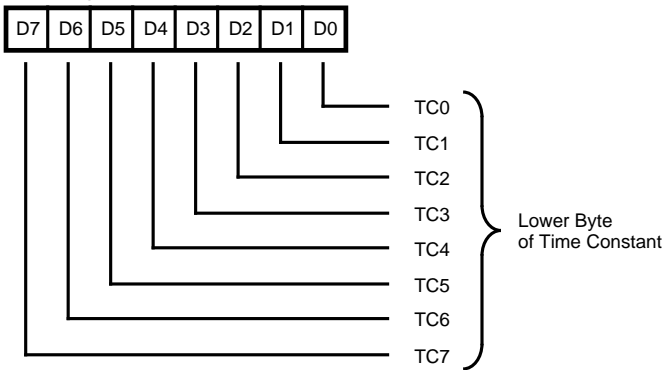 D7 D6 D5 D4 D3 D2 D1 D0
TC0
TC1
TC2
TC3
TC4
TC5
TC6
TC7
Lower Byte
of Time Constant